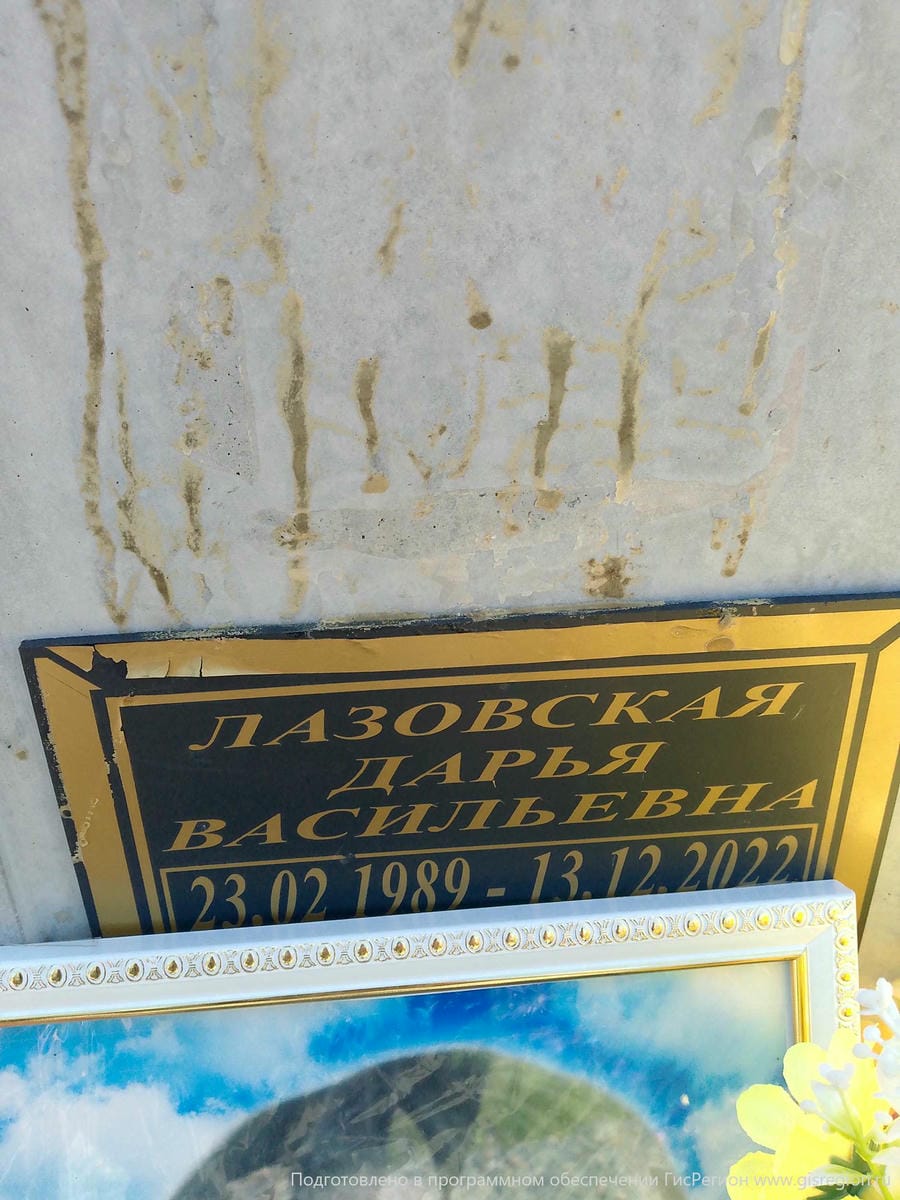 ЛАЗОВСКАЯ
ДАРЬЯ
ВАСИЛЬЕВНА
23.02 1989 - 13.12.2022
Подготовлено в программном обеспечении ГисРегион www.gisregion.ru